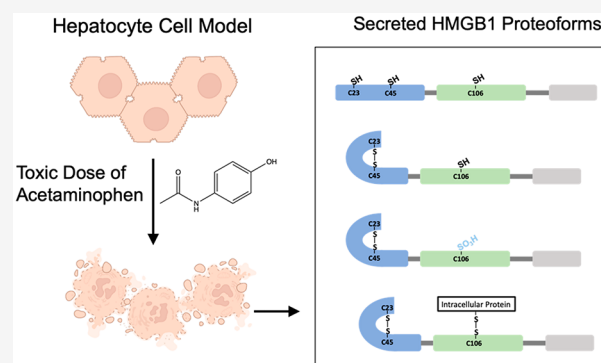 Hepatocyte Cell Model
Secreted HMGB1 Proteoforms
Toxic Dose of
Acetaminophen
O
N
H
OH
SH
SH
SH
C23
C45
C106
C23
S
S
C45
SH
C106
C23
S
S
C45
SO3H
C106
C23
S
S
C45
Intracellular Protein
S
S
C106